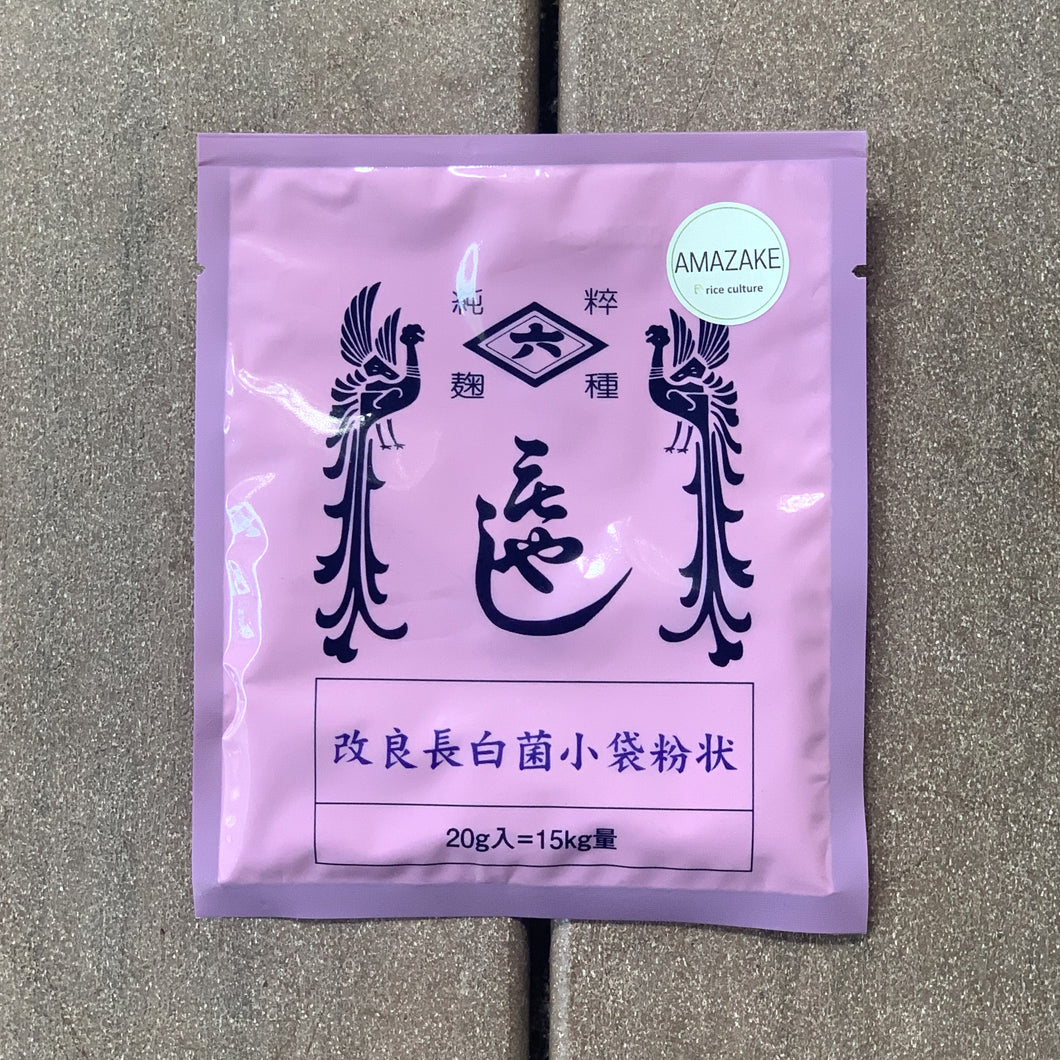 AMAZAKE
rice culture
純 粋
六
麹 種
もやし
改良長白菌小袋粉状
20g入=15kg量